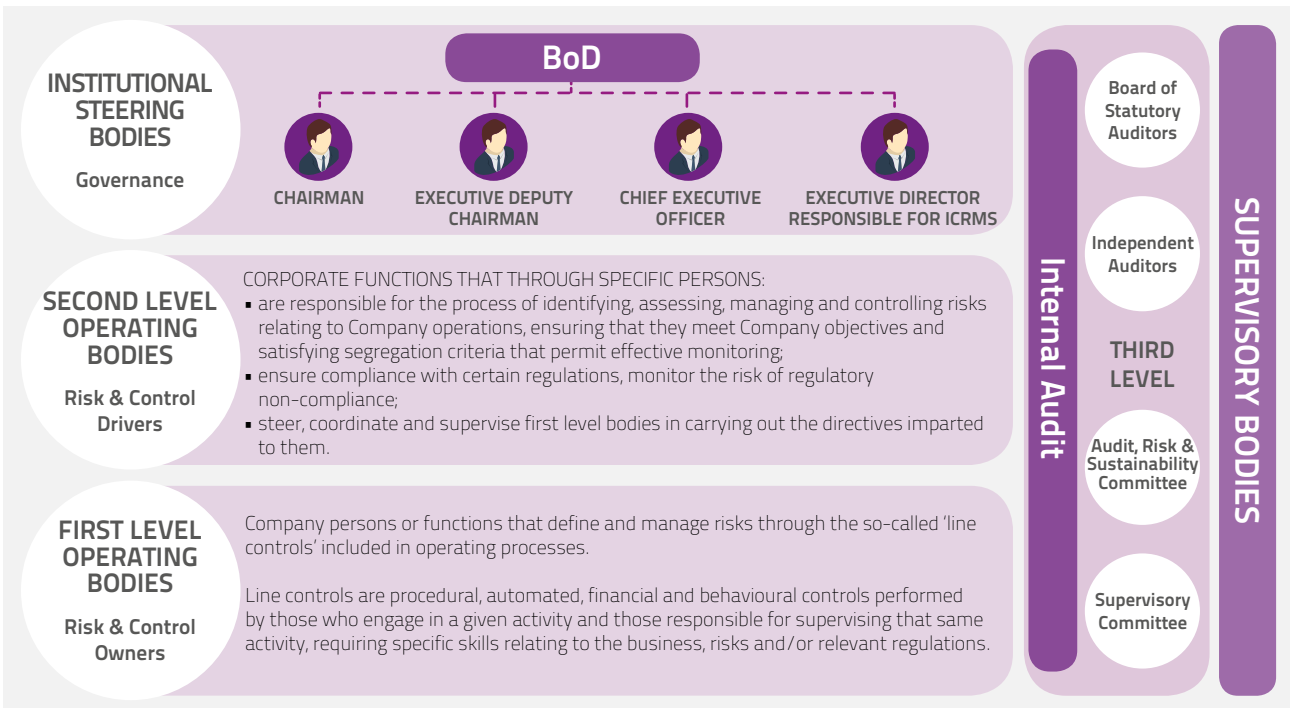 INSTITUTIONAL
STEERING
BODIES
Governance
BoD
CHAIRMAN
EXECUTIVE DEPUTY
CHAIRMAN
CHIEF EXECUTIVE
OFFICER
EXECUTIVE DIRECTOR
RESPONSIBLE FOR ICRMS
SECOND LEVEL
OPERATING
BODIES
Risk & Control
Drivers
CORPORATE FUNCTIONS THAT THROUGH SPECIFIC PERSONS:
▪ are responsible for the process of identifying, assessing, managing and controlling risks
relating to Company operations, ensuring that they meet Company objectives and
satisfying segregation criteria that permit effective monitoring;
▪ ensure compliance with certain regulations, monitor the risk of regulatory
non-compliance;
▪ steer, coordinate and supervise first level bodies in carrying out the directives imparted
to them.
FIRST LEVEL
OPERATING
BODIES
Risk & Control
Owners
Company persons or functions that define and manage risks through the so-called ‘line
controls’ included in operating processes.
Line controls are procedural, automated, financial and behavioural controls performed
by those who engage in a given activity and those responsible for supervising that same
activity, requiring specific skills relating to the business, risks and/or relevant regulations.
Internal Audit
Board of
Statutory
Auditors
Independent
Auditors
THIRD
LEVEL
Audit, Risk &
Sustainability
Committee
Supervisory
Committee
SUPERVISORY BODIES